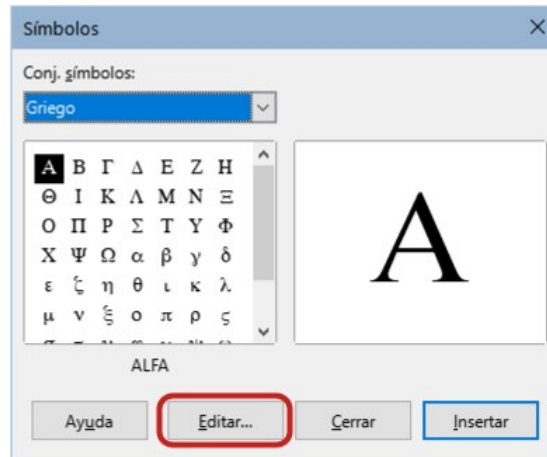 Símbolos
Conj. símbolos:
Griego
Α Β Γ Δ Ε Ζ Η
Θ Ι Κ Λ Μ Ν Ξ
Ο Π Ρ Σ Τ Υ Φ
Χ Ψ Ω α β γ δ
ε ζ η θ ι κ λ
μ ν ξ ο π ρ ς
Α
ALFA
Ayuda
Editar...
Cerrar
Insertar